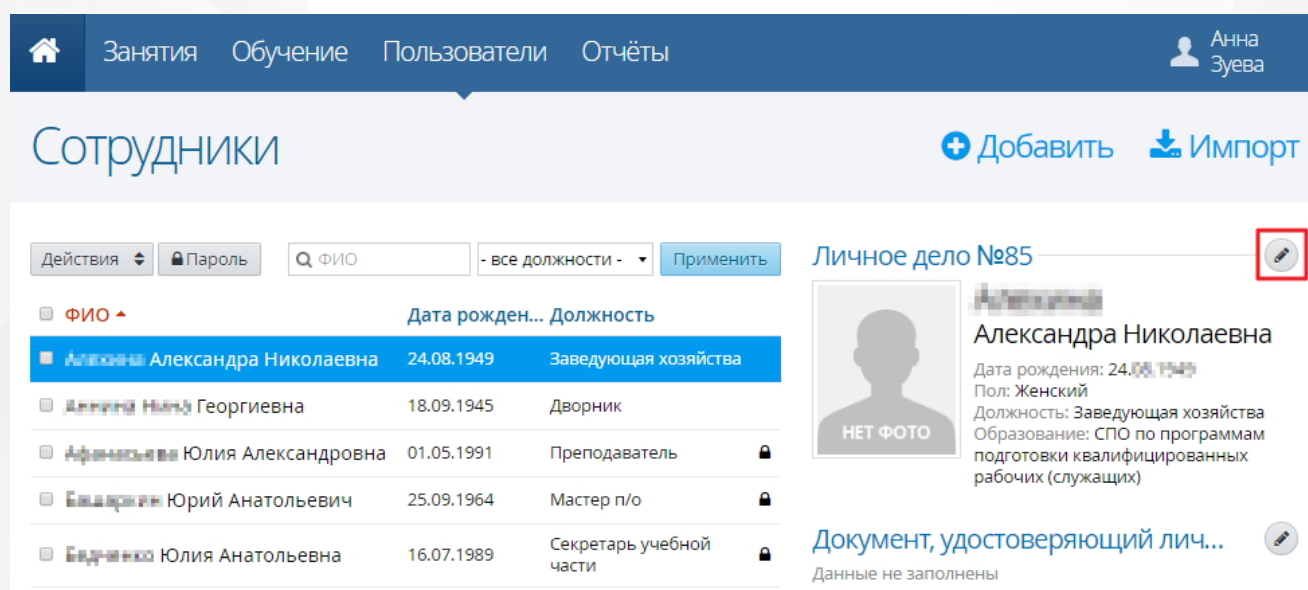 Занятия Обучение Пользователи Отчёты
Анна
Зуева
Сотрудники
Добавить Импорт
Действия Пароль ФИО - все должности - Применить
ФИО Дата рожден... Должность
Александра Николаевна 24.08.1949 Заведующая хозяйства
Георгиевна 18.09.1945 Дворник
Юлия Александровна 01.05.1991 Преподаватель
Юрий Анатольевич 25.09.1964 Мастер п/о
Юлия Анатольевна 16.07.1989 Секретарь учебной
части
Личное дело №85
НЕТ ФОТО
Александра Николаевна
Дата рождения: 24.
Пол: Женский
Должность: Заведующая хозяйства
Образование: СПО по программам
подготовки квалифицированных
рабочих (служащих)
Документ, удостоверяющий лич...
Данные не заполнены